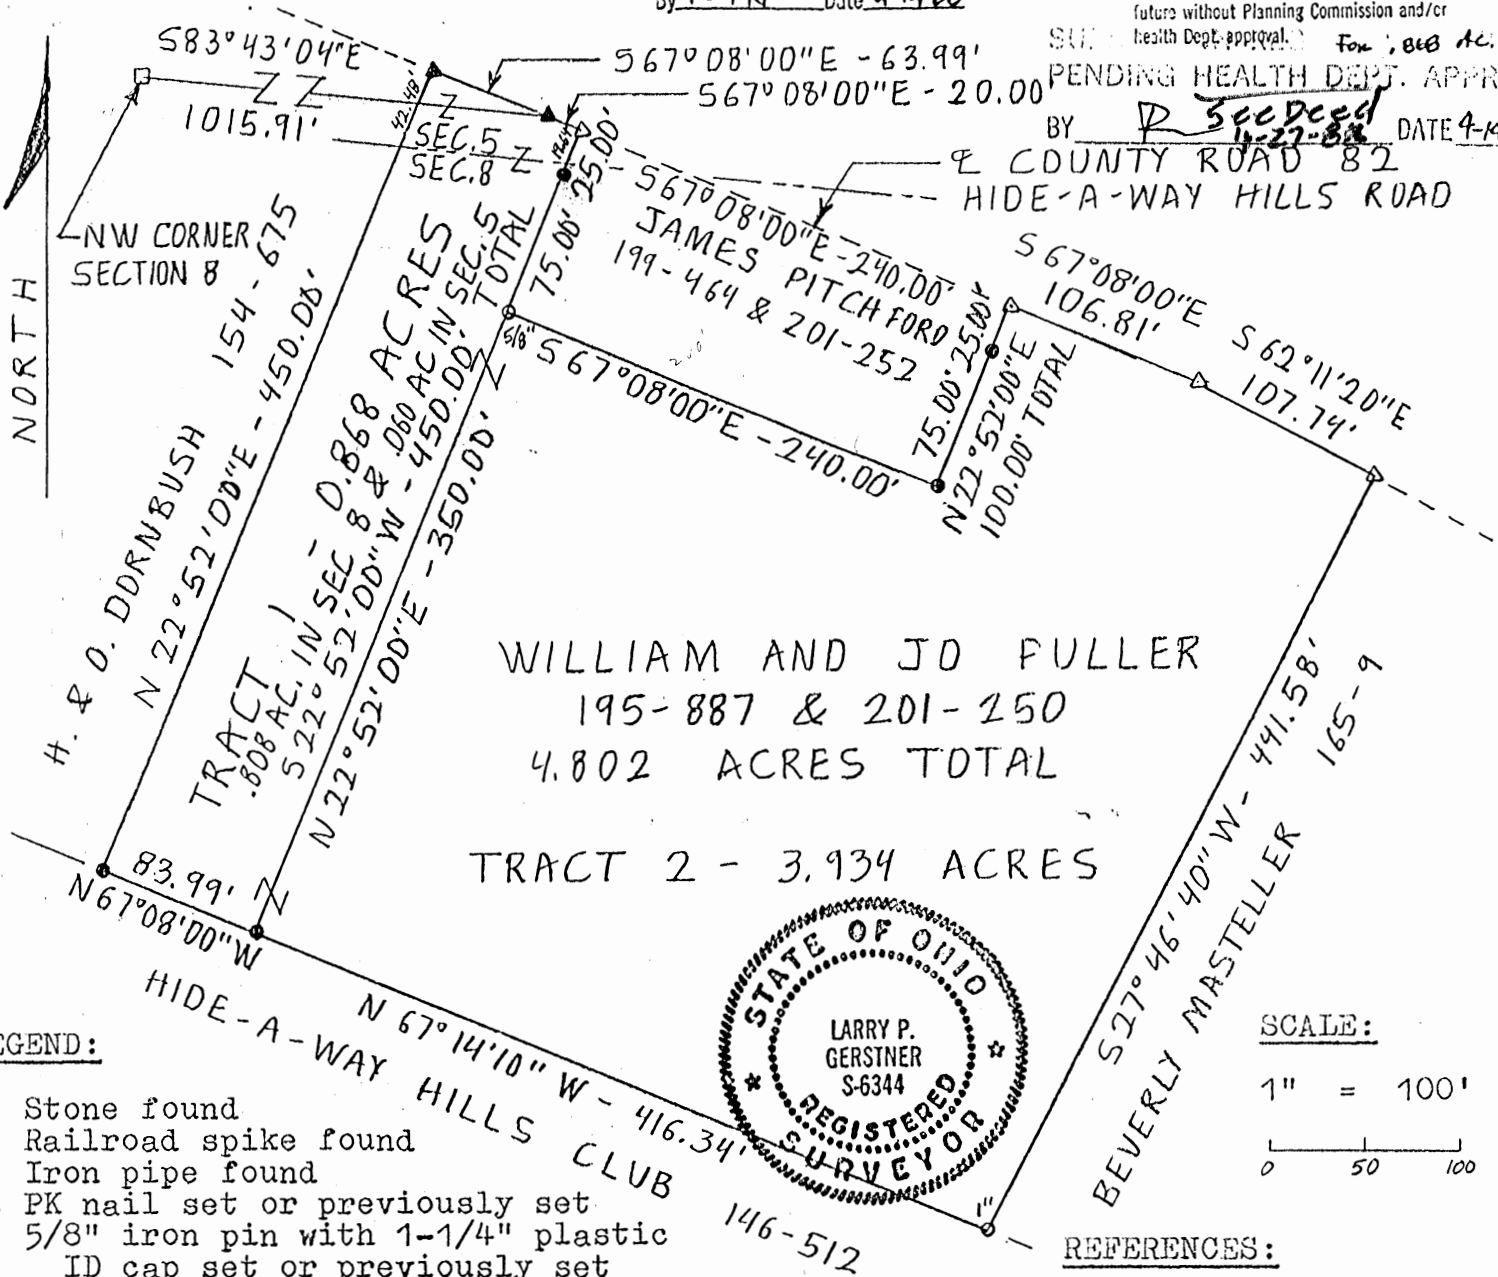 By Date
future without Planning Commission and/or
health Dept. approval. For .868 Ac.
PENDING HEALTH DEPT.
BY See Deed DATE
S83°43'04"E
1015.91'
S67°08'00"E - 63.99'
S67°08'00"E - 20.00'
42.48'
SEC. 5
SEC. 8
25.00'
75.00'
℄ COUNTY ROAD 82
HIDE-A-WAY HILLS ROAD
NW CORNER
SECTION 8
NORTH
S67°08'00"E - 240.00'
JAMES PITCHFORD
199-464 & 201-252
S 67°08'00"E
106.81'
S 62°11'20"E
107.74'
5/8"
S 67°08'00"E - 240.00'
75.00' 25.00'
N 22°52'00"E
100.00' TOTAL
H. & O. DORNBUSH 154-675
N 22°52'00"E - 450.00'
TRACT 1 - 0.868 ACRES
.808 AC. IN SEC. 8 & .060 AC IN SEC. 5
S 22°52'00"W - 450.00' TOTAL
N 22°52'00"E - 350.00'
WILLIAM AND JO FULLER
195-887 & 201-250
4.802 ACRES TOTAL
TRACT 2 - 3.934 ACRES
S 27°46'40"W - 441.58'
BEVERLY MASTELLER 165-9
83.99'
N 67°08'00"W
N 67°14'10" W - 416.34'
HIDE-A-WAY HILLS CLUB 146-512
1"
STATE OF OHIO
LARRY P.
GERSTNER
S-6344
REGISTERED
SURVEYOR
SCALE:
1" = 100'
0 50 100
EGEND:
Stone found
Railroad spike found
Iron pipe found
PK nail set or previously set
5/8" iron pin with 1-1/4" plastic
ID cap set or previously set
REFERENCES: